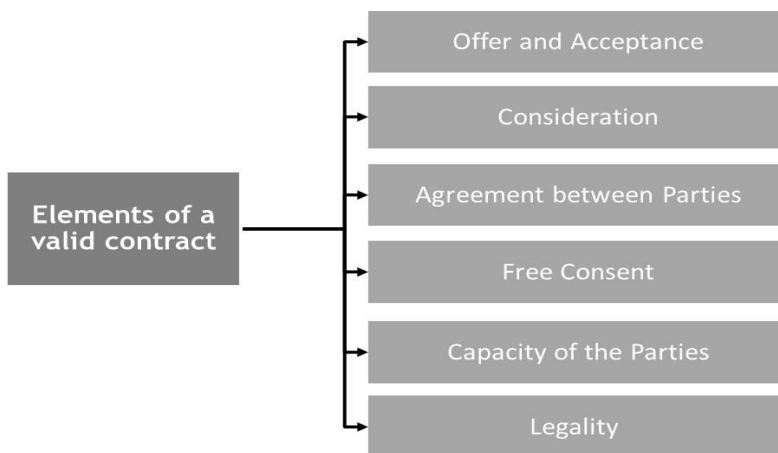 Elements of a
valid contract
Offer and Acceptance
Consideration
Agreement between Parties
Free Consent
Capacity of the Parties
Legality